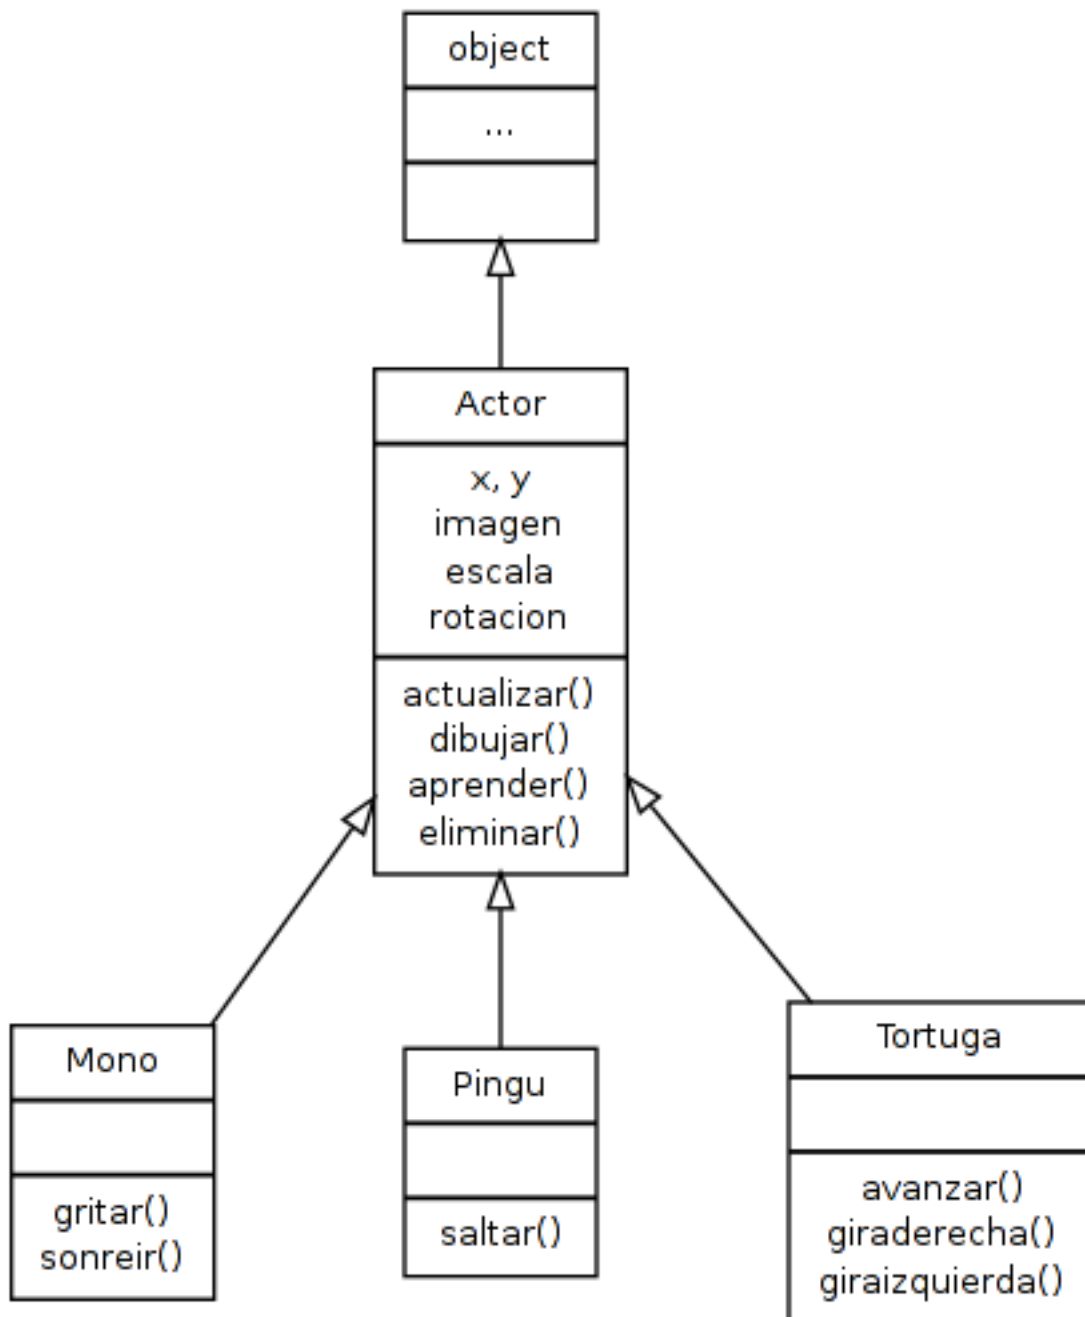 object
...
Actor
x, y
imagen
escala
rotacion
actualizar()
dibujar()
aprender()
eliminar()
Mono
gritar()
sonreir()
Pingu
saltar()
Tortuga
avanzar()
giraderecha()
giraizquierda()